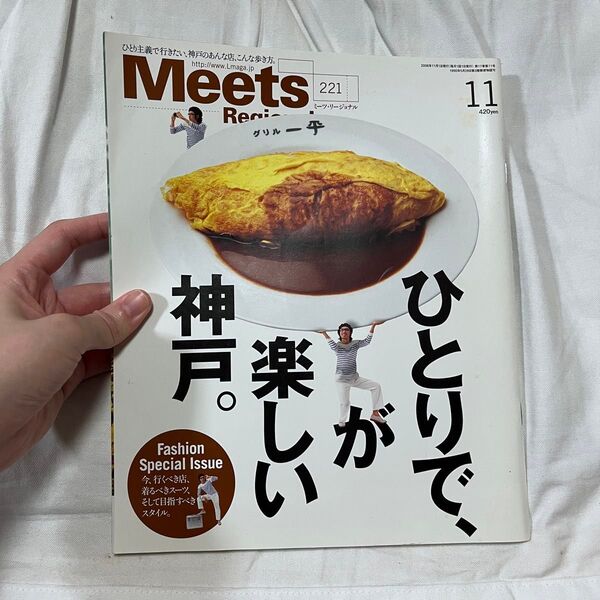 ひとり主義で行きたい、神戸のあんな店、こんな歩き方。
http://www.Lmaga.jp
Meets
221
ミーツ・リージョナル
11
420yen
グリル一平
ひとりで、
が
楽しい
神戸。
Fashion
Special Issue
今、行くべき店、
着るべきスーツ、
そして目指すべき
スタイル。